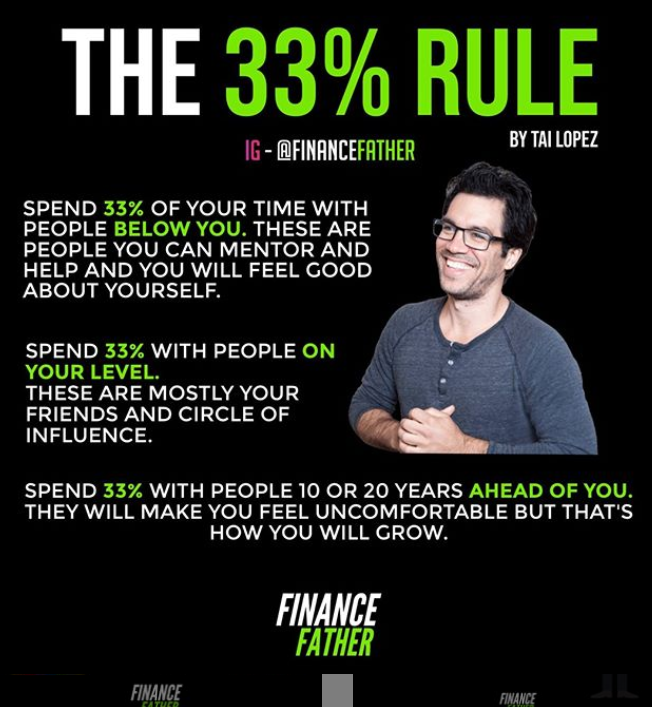 THE 33% RULE
BY TAI LOPEZ
IG - @FINANCEFATHER
SPEND 33% OF YOUR TIME WITH
PEOPLE BELOW YOU. THESE ARE
PEOPLE YOU CAN MENTOR AND
HELP AND YOU WILL FEEL GOOD
ABOUT YOURSELF.
SPEND 33% WITH PEOPLE ON
YOUR LEVEL.
THESE ARE MOSTLY YOUR
FRIENDS AND CIRCLE OF
INFLUENCE.
SPEND 33% WITH PEOPLE 10 OR 20 YEARS AHEAD OF YOU.
THEY WILL MAKE YOU FEEL UNCOMFORTABLE BUT THAT'S
HOW YOU WILL GROW.
FINANCE
FATHER
FINANCE
FATHER
FINANCE